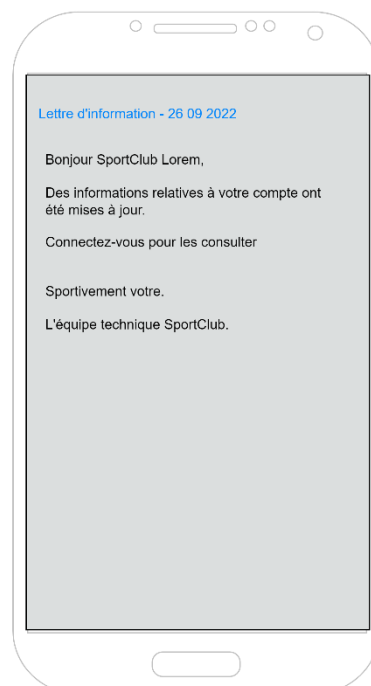 Lettre d'information - 26 09 2022
Bonjour SportClub Lorem,
Des informations relatives à votre compte ont
été mises à jour.
Connectez-vous pour les consulter
Sportivement votre.
L'équipe technique SportClub.